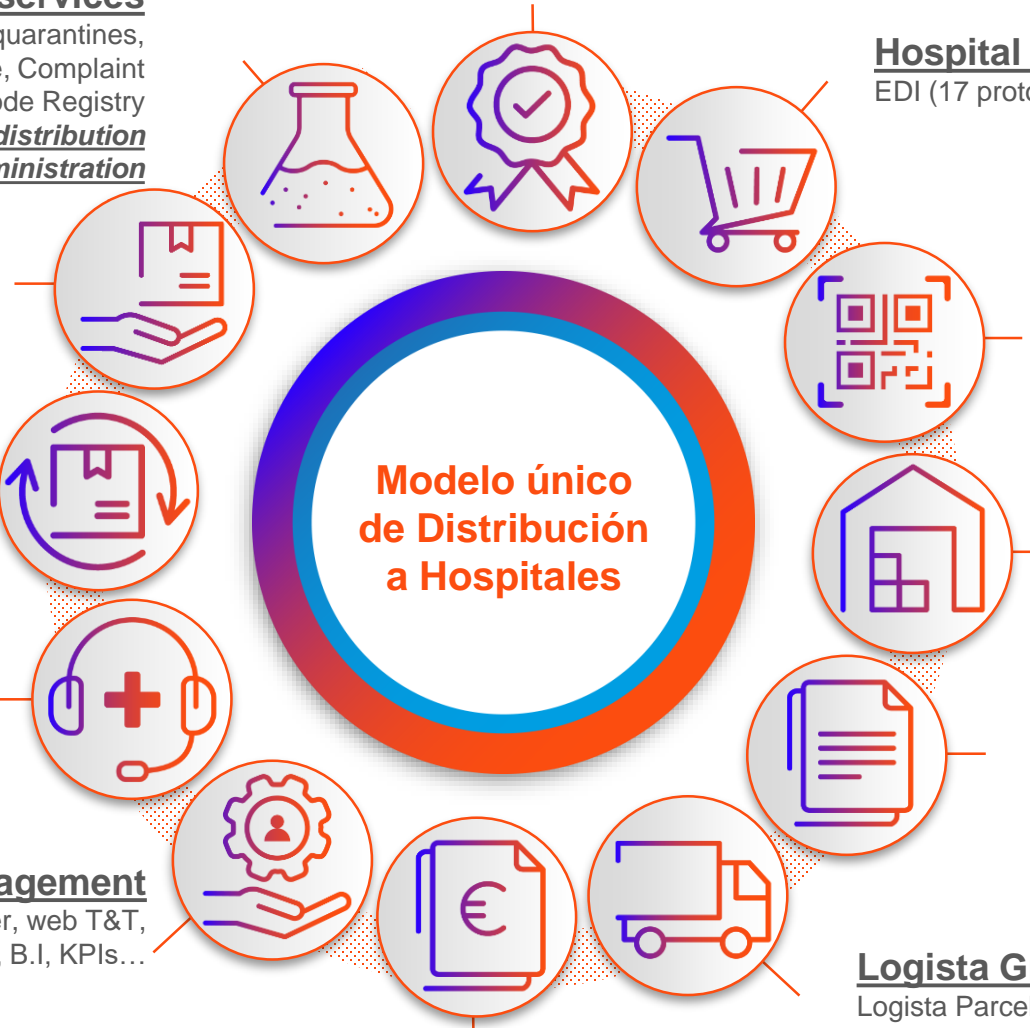 services
quarantines,
, Complaint
ode Registry
distribution
ministration
Hospital
EDI (17 proto
Modelo único
de Distribución
a Hospitales
agement
er, web T&T,
, B.I, KPIs…
Logista G
Logista Parce